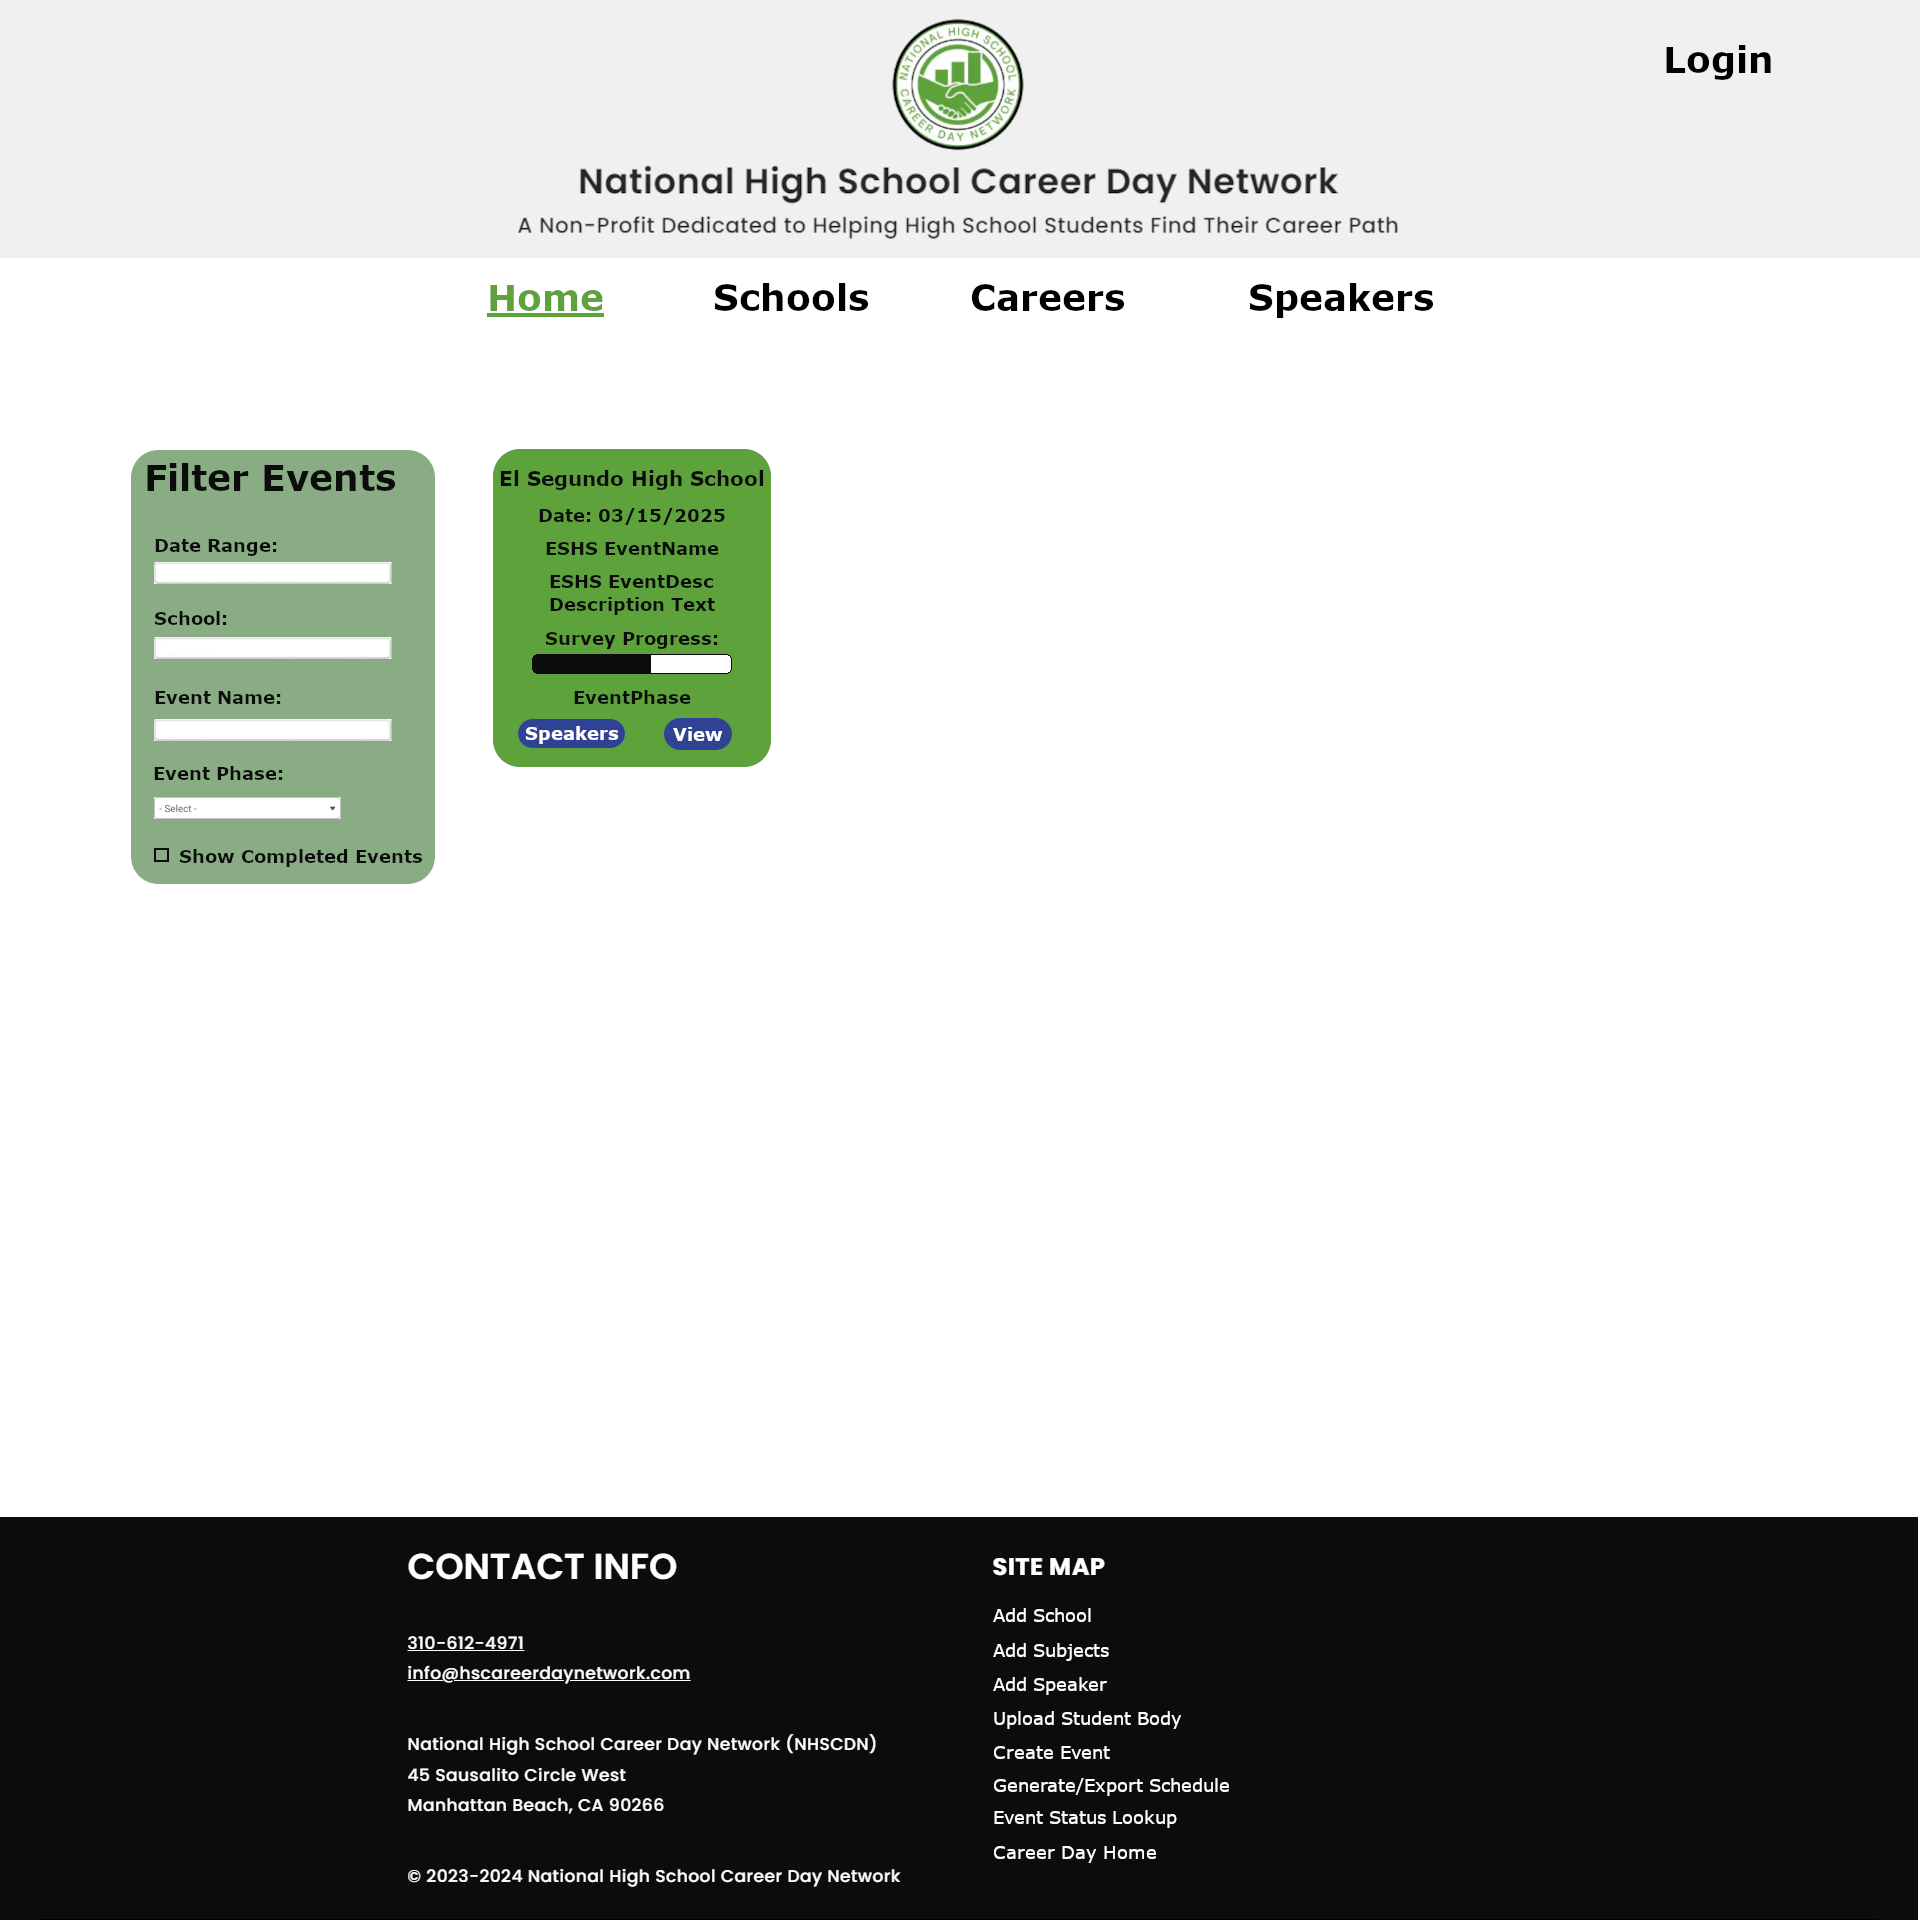 NATIONAL HIGH SCHOOL
CAREER DAY NETWORK
Login
National High School Career Day Network
A Non-Profit Dedicated to Helping High School Students Find Their Career Path
Home Schools Careers Speakers
Filter Events
Date Range:
School:
Event Name:
Event Phase:
- Select -
Show Completed Events
El Segundo High School
Date: 03/15/2025
ESHS EventName
ESHS EventDesc
Description Text
Survey Progress:
EventPhase
Speakers View
CONTACT INFO
310-612-4971
info@hscareerdaynetwork.com
National High School Career Day Network (NHSCDN)
45 Sausalito Circle West
Manhattan Beach, CA 90266
© 2023-2024 National High School Career Day Network
SITE MAP
Add School
Add Subjects
Add Speaker
Upload Student Body
Create Event
Generate/Export Schedule
Event Status Lookup
Career Day Home